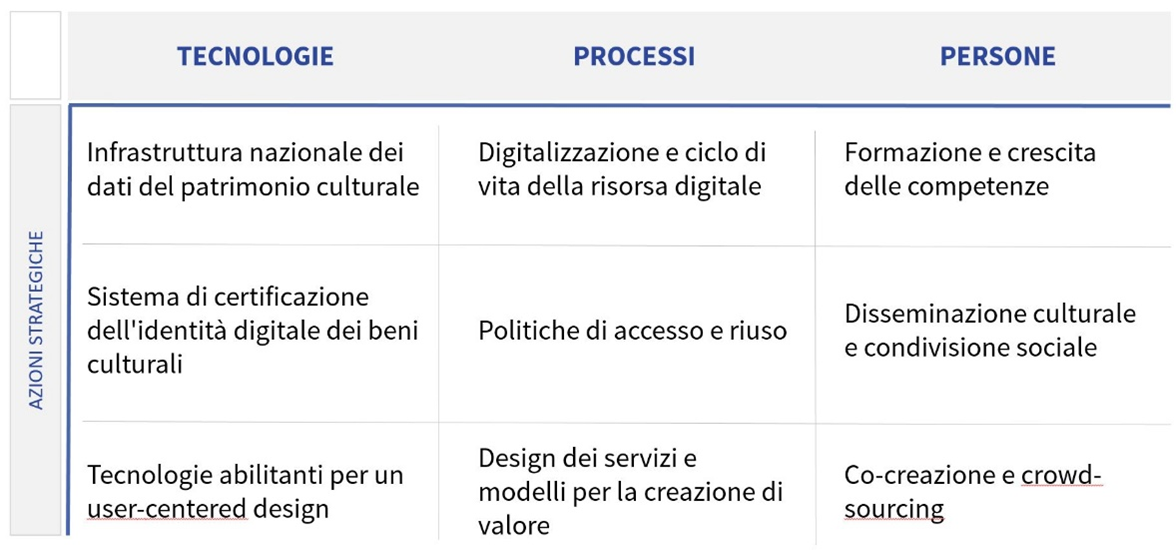 TECNOLOGIE
PROCESSI
PERSONE
AZIONI STRATEGICHE
Infrastruttura nazionale dei
dati del patrimonio culturale
Digitalizzazione e ciclo di
vita della risorsa digitale
Formazione e crescita
delle competenze
Sistema di certificazione
dell'identità digitale dei beni
culturali
Politiche di accesso e riuso
Disseminazione culturale
e condivisione sociale
Tecnologie abilitanti per un
user-centered design
Design dei servizi e
modelli per la creazione di
valore
Co-creazione e crowd-
sourcing